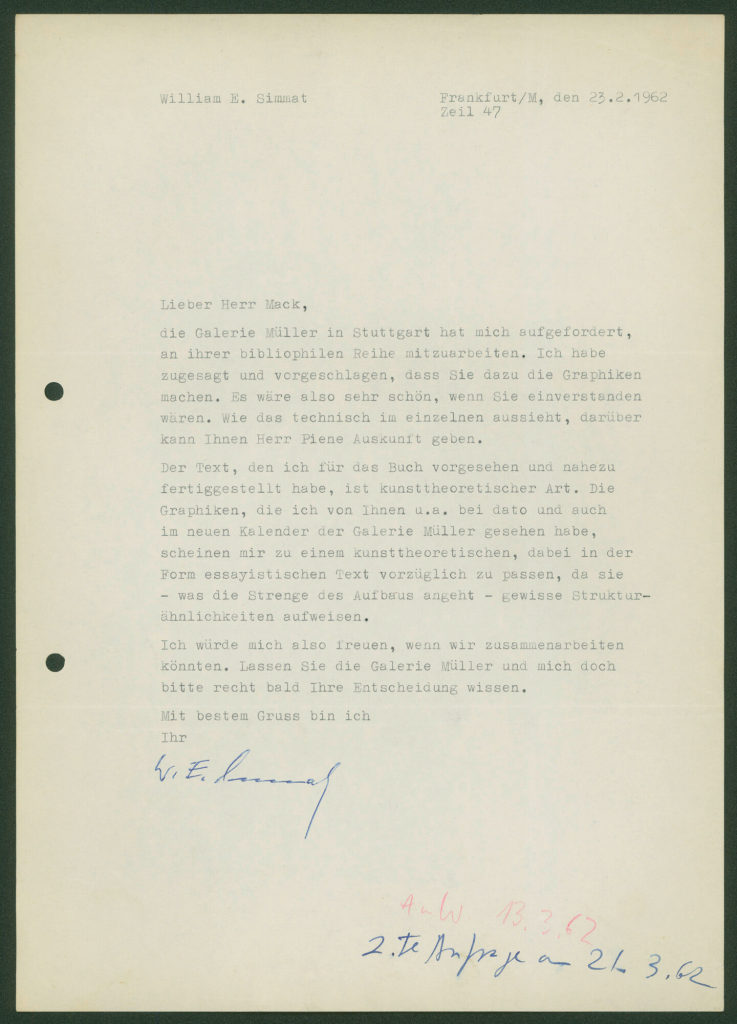 William E. Simmat
Frankfurt/M, den 23.2.1962
Zeil 47
Lieber Herr Mack,
die Galerie Müller in Stuttgart hat mich aufgefordert,
an ihrer bibliophilen Reihe mitzuarbeiten. Ich habe
zugesagt und vorgeschlagen, dass Sie dazu die Graphiken
machen. Es wäre also sehr schön, wenn Sie einverstanden
wären. Wie das technisch im einzelnen aussieht, darüber
kann Ihnen Herr Piene Auskunft geben.
Der Text, den ich für das Buch vorgesehen und nahezu
fertiggestellt habe, ist kunsttheoretischer Art. Die
Graphiken, die ich von Ihnen u.a. bei dato und auch
im neuen Kalender der Galerie Müller gesehen habe,
scheinen mir zu einem kunsttheoretischen, dabei in der
Form essayistischen Text vorzüglich zu passen, da sie
- was die Strenge des Aufbaus angeht - gewisse Struktur-
ähnlichkeiten aufweisen.
Ich würde mich also freuen, wenn wir zusammenarbeiten
könnten. Lassen Sie die Galerie Müller und mich doch
bitte recht bald Ihre Entscheidung wissen.
Mit bestem Gruss bin ich
Ihr
W. E. Simmat
13.3.62
2.te Anfrage 3.62